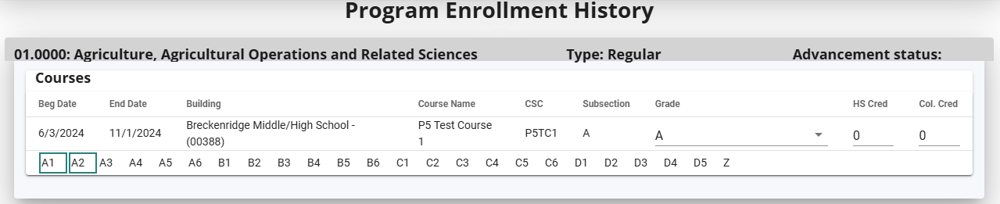 Program Enrollment History
01.0000: Agriculture, Agricultural Operations and Related Sciences Type: Regular Advancement status:
Courses
Beg Date End Date Building Course Name CSC Subsection Grade HS Cred Col. Cred
6/3/2024 11/1/2024 Breckenridge Middle/High School - (00388) P5 Test Course 1 P5TC1 A A 0 0
A1 A2 A3 A4 A5 A6 B1 B2 B3 B4 B5 B6 C1 C2 C3 C4 C5 C6 D1 D2 D3 D4 D5 Z